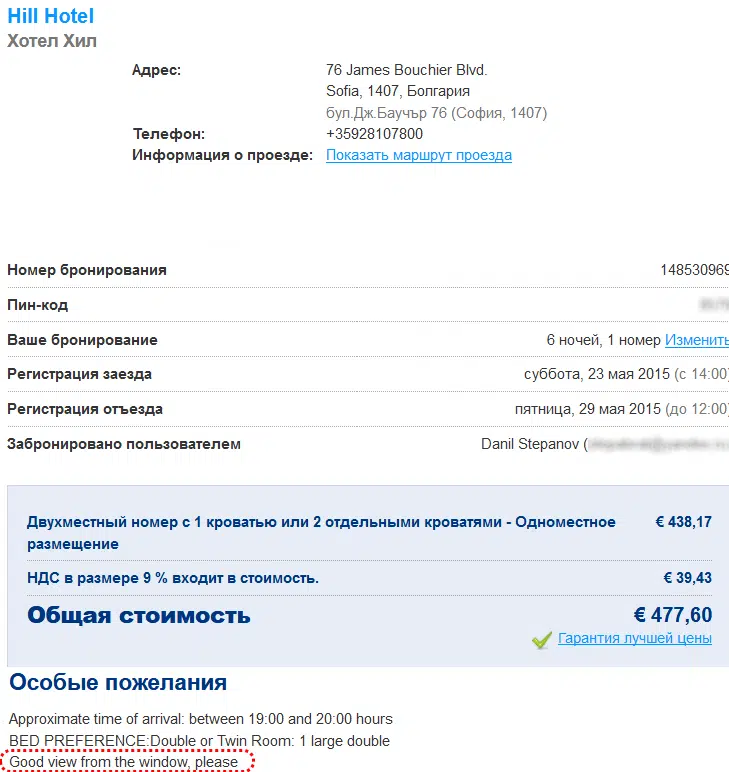 Hill Hotel
Хотел Хил
Адрес: 76 James Bouchier Blvd.
Sofia, 1407, Болгария
бул.Дж.Баучър 76 (София, 1407)
Телефон: +35928107800
Информация о проезде: Показать маршрут проезда
Номер бронирования 148530969
Пин-код
Ваше бронирование 6 ночей, 1 номер Изменить
Регистрация заезда суббота, 23 мая 2015 (с 14:00)
Регистрация отъезда пятница, 29 мая 2015 (до 12:00)
Забронировано пользователем Danil Stepanov (
Двухместный номер с 1 кроватью или 2 отдельными кроватями - Одноместное € 438,17
размещение
НДС в размере 9 % входит в стоимость. € 39,43
Общая стоимость € 477,60
Гарантия лучшей цены
Особые пожелания
Approximate time of arrival: between 19:00 and 20:00 hours
BED PREFERENCE:Double or Twin Room: 1 large double
Good view from the window, please